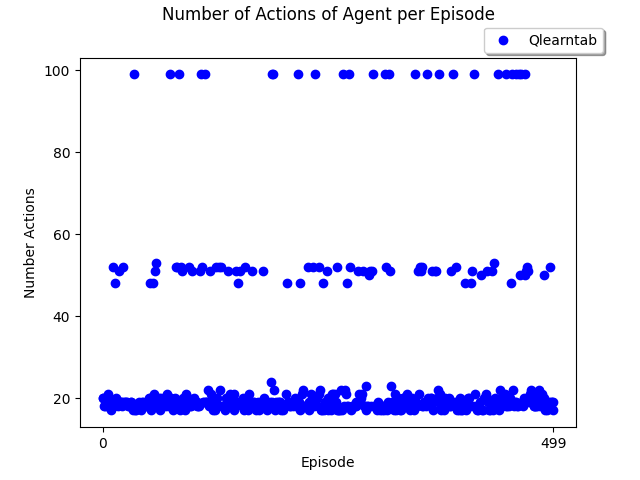 Number of Actions of Agent per Episode
Qlearntab
100
80
60
40
20
Number Actions
0 499
Episode